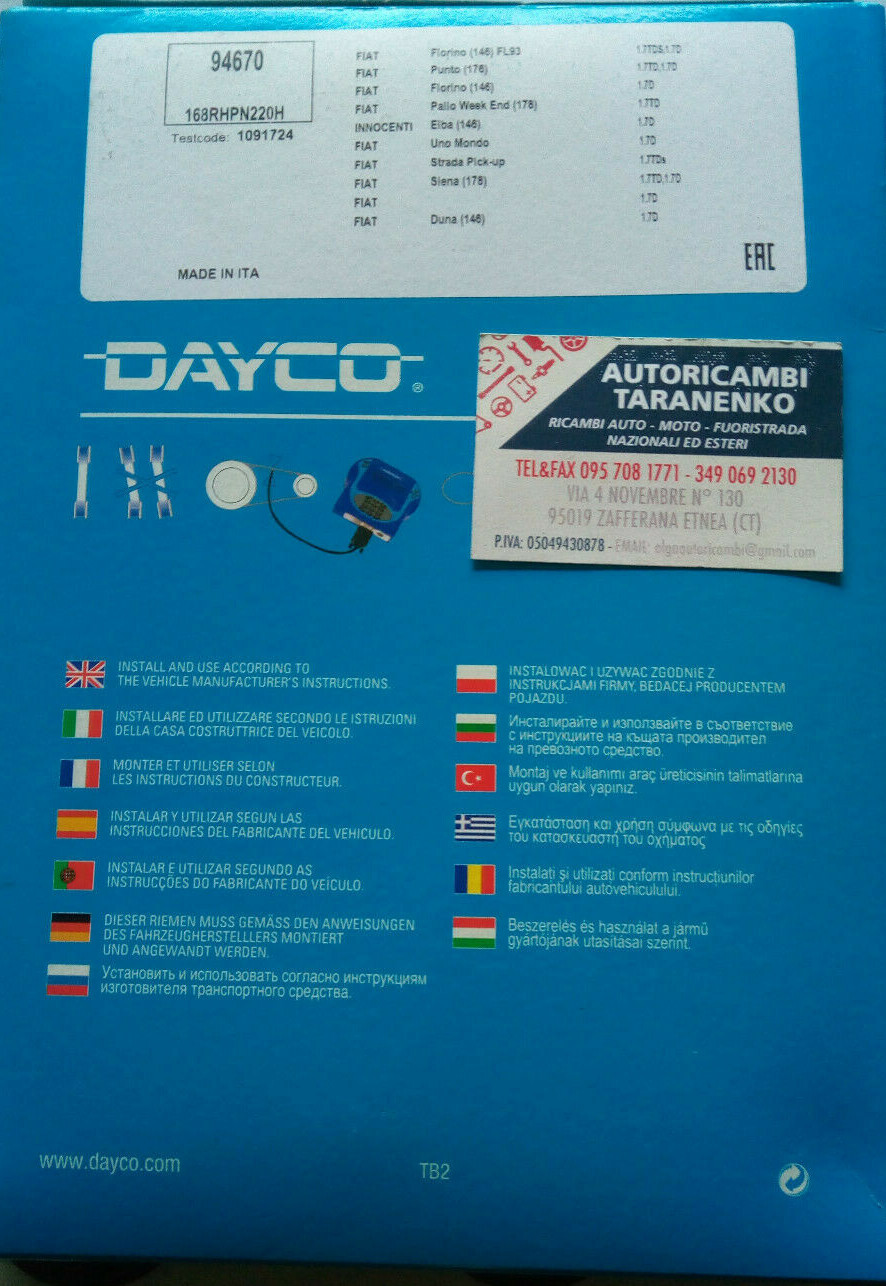 94670
168RHPN220H
Testcode: 1091724
FIAT Fiorino (146) FL93 1.7TDS,1.7D
FIAT Punto (176) 1.7TD,1.7D
FIAT Fiorino (146) 1.7D
FIAT Palio Week End (178) 1.7TD
INNOCENTI Elba (146) 1.7D
FIAT Uno Mondo 1.7D
FIAT Strada Pick-up 1.7TDs
FIAT Siena (178) 1.7TD,1.7D
FIAT 1.7D
FIAT Duna (146) 1.7D
MADE IN ITA
EAC
DAYCO®
AUTORICAMBI
TARANENKO
RICAMBI AUTO - MOTO - FUORISTRADA
NAZIONALI ED ESTERI
TEL&FAX 095 708 1771 - 349 069 2130
VIA 4 NOVEMBRE N° 130
95019 ZAFFERANA ETNEA (CT)
P.IVA: 05049430878 - EMAIL: olgaautoricambi@gmail.com
INSTALL AND USE ACCORDING TO
THE VEHICLE MANUFACTURER'S INSTRUCTIONS.
INSTALLARE ED UTILIZZARE SECONDO LE ISTRUZIONI
DELLA CASA COSTRUTTRICE DEL VEICOLO.
MONTER ET UTILISER SELON
LES INSTRUCTIONS DU CONSTRUCTEUR.
INSTALAR Y UTILIZAR SEGUN LAS
INSTRUCCIONES DEL FABRICANTE DEL VEHICULO.
INSTALAR E UTILIZAR SEGUNDO AS
INSTRUCÇÕES DO FABRICANTE DO VEÍCULO.
DIESER RIEMEN MUSS GEMÄSS DEN ANWEISUNGEN
DES FAHRZEUGHERSTELLLERS MONTIERT
UND ANGEWANDT WERDEN.
Установить и использовать согласно инструкциям
изготовителя транспортного средства.
INSTALOWAC I UZYWAC ZGODNIE Z
INSTRUKCJAMI FIRMY, BEDACEJ PRODUCENTEM
POJAZDU.
Инсталирайте и използвайте в съответствие
с инструкциите на къщата производител
на превозното средство.
Montaj ve kullanımı araç üreticisinin talimatlarına
uygun olarak yapınız.
Εγκατάσταση και χρήση σύμφωνα με τις οδηγίες
του κατασκευαστή του οχήματος
Instalati şi utilizati conform instructiunilor
fabricantului autovehiculului.
Beszerelés és használat a jármű
gyártójának utasításai szerint.
www.dayco.com
TB2